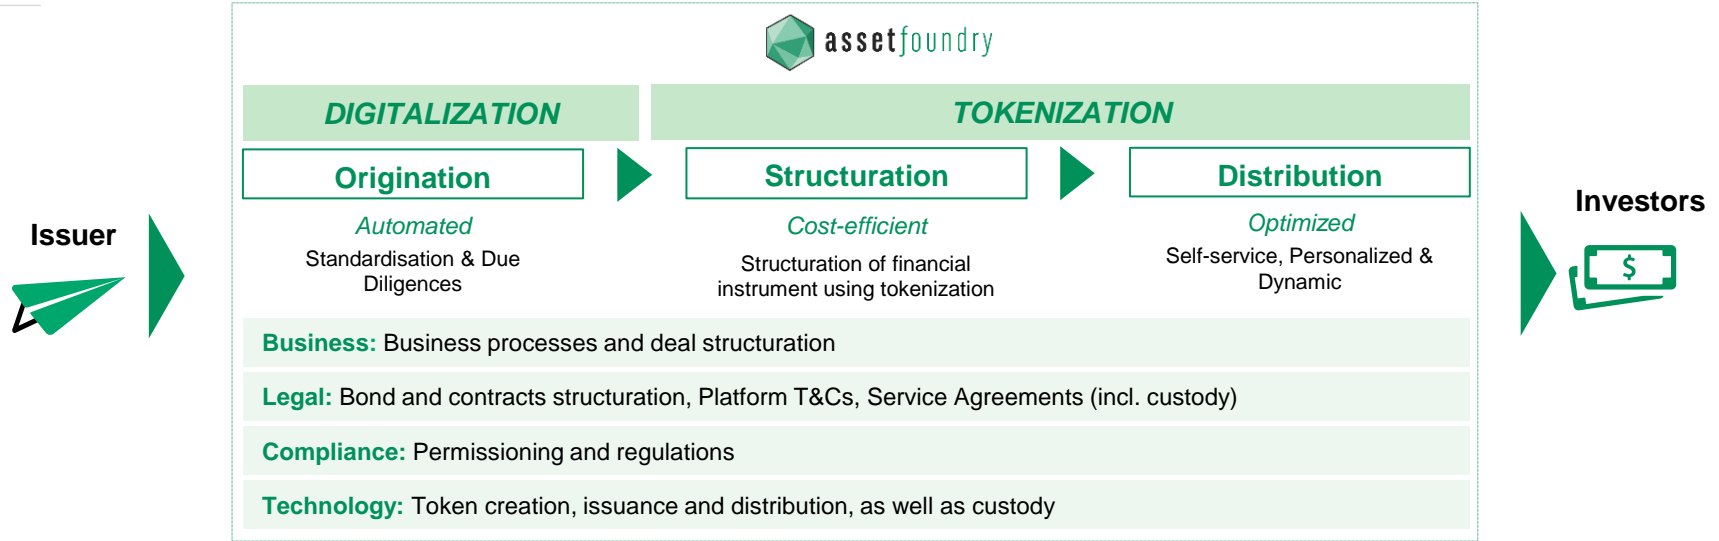 assetfoundry
DIGITALIZATION
TOKENIZATION
Origination
Structuration
Distribution
Automated
Cost-efficient
Optimized
Standardisation & Due
Diligences
Structuration of financial
instrument using tokenization
Self-service, Personalized &
Dynamic
Issuer
Investors
$
Business: Business processes and deal structuration
Legal: Bond and contracts structuration, Platform T&Cs, Service Agreements (incl. custody)
Compliance: Permissioning and regulations
Technology: Token creation, issuance and distribution, as well as custody